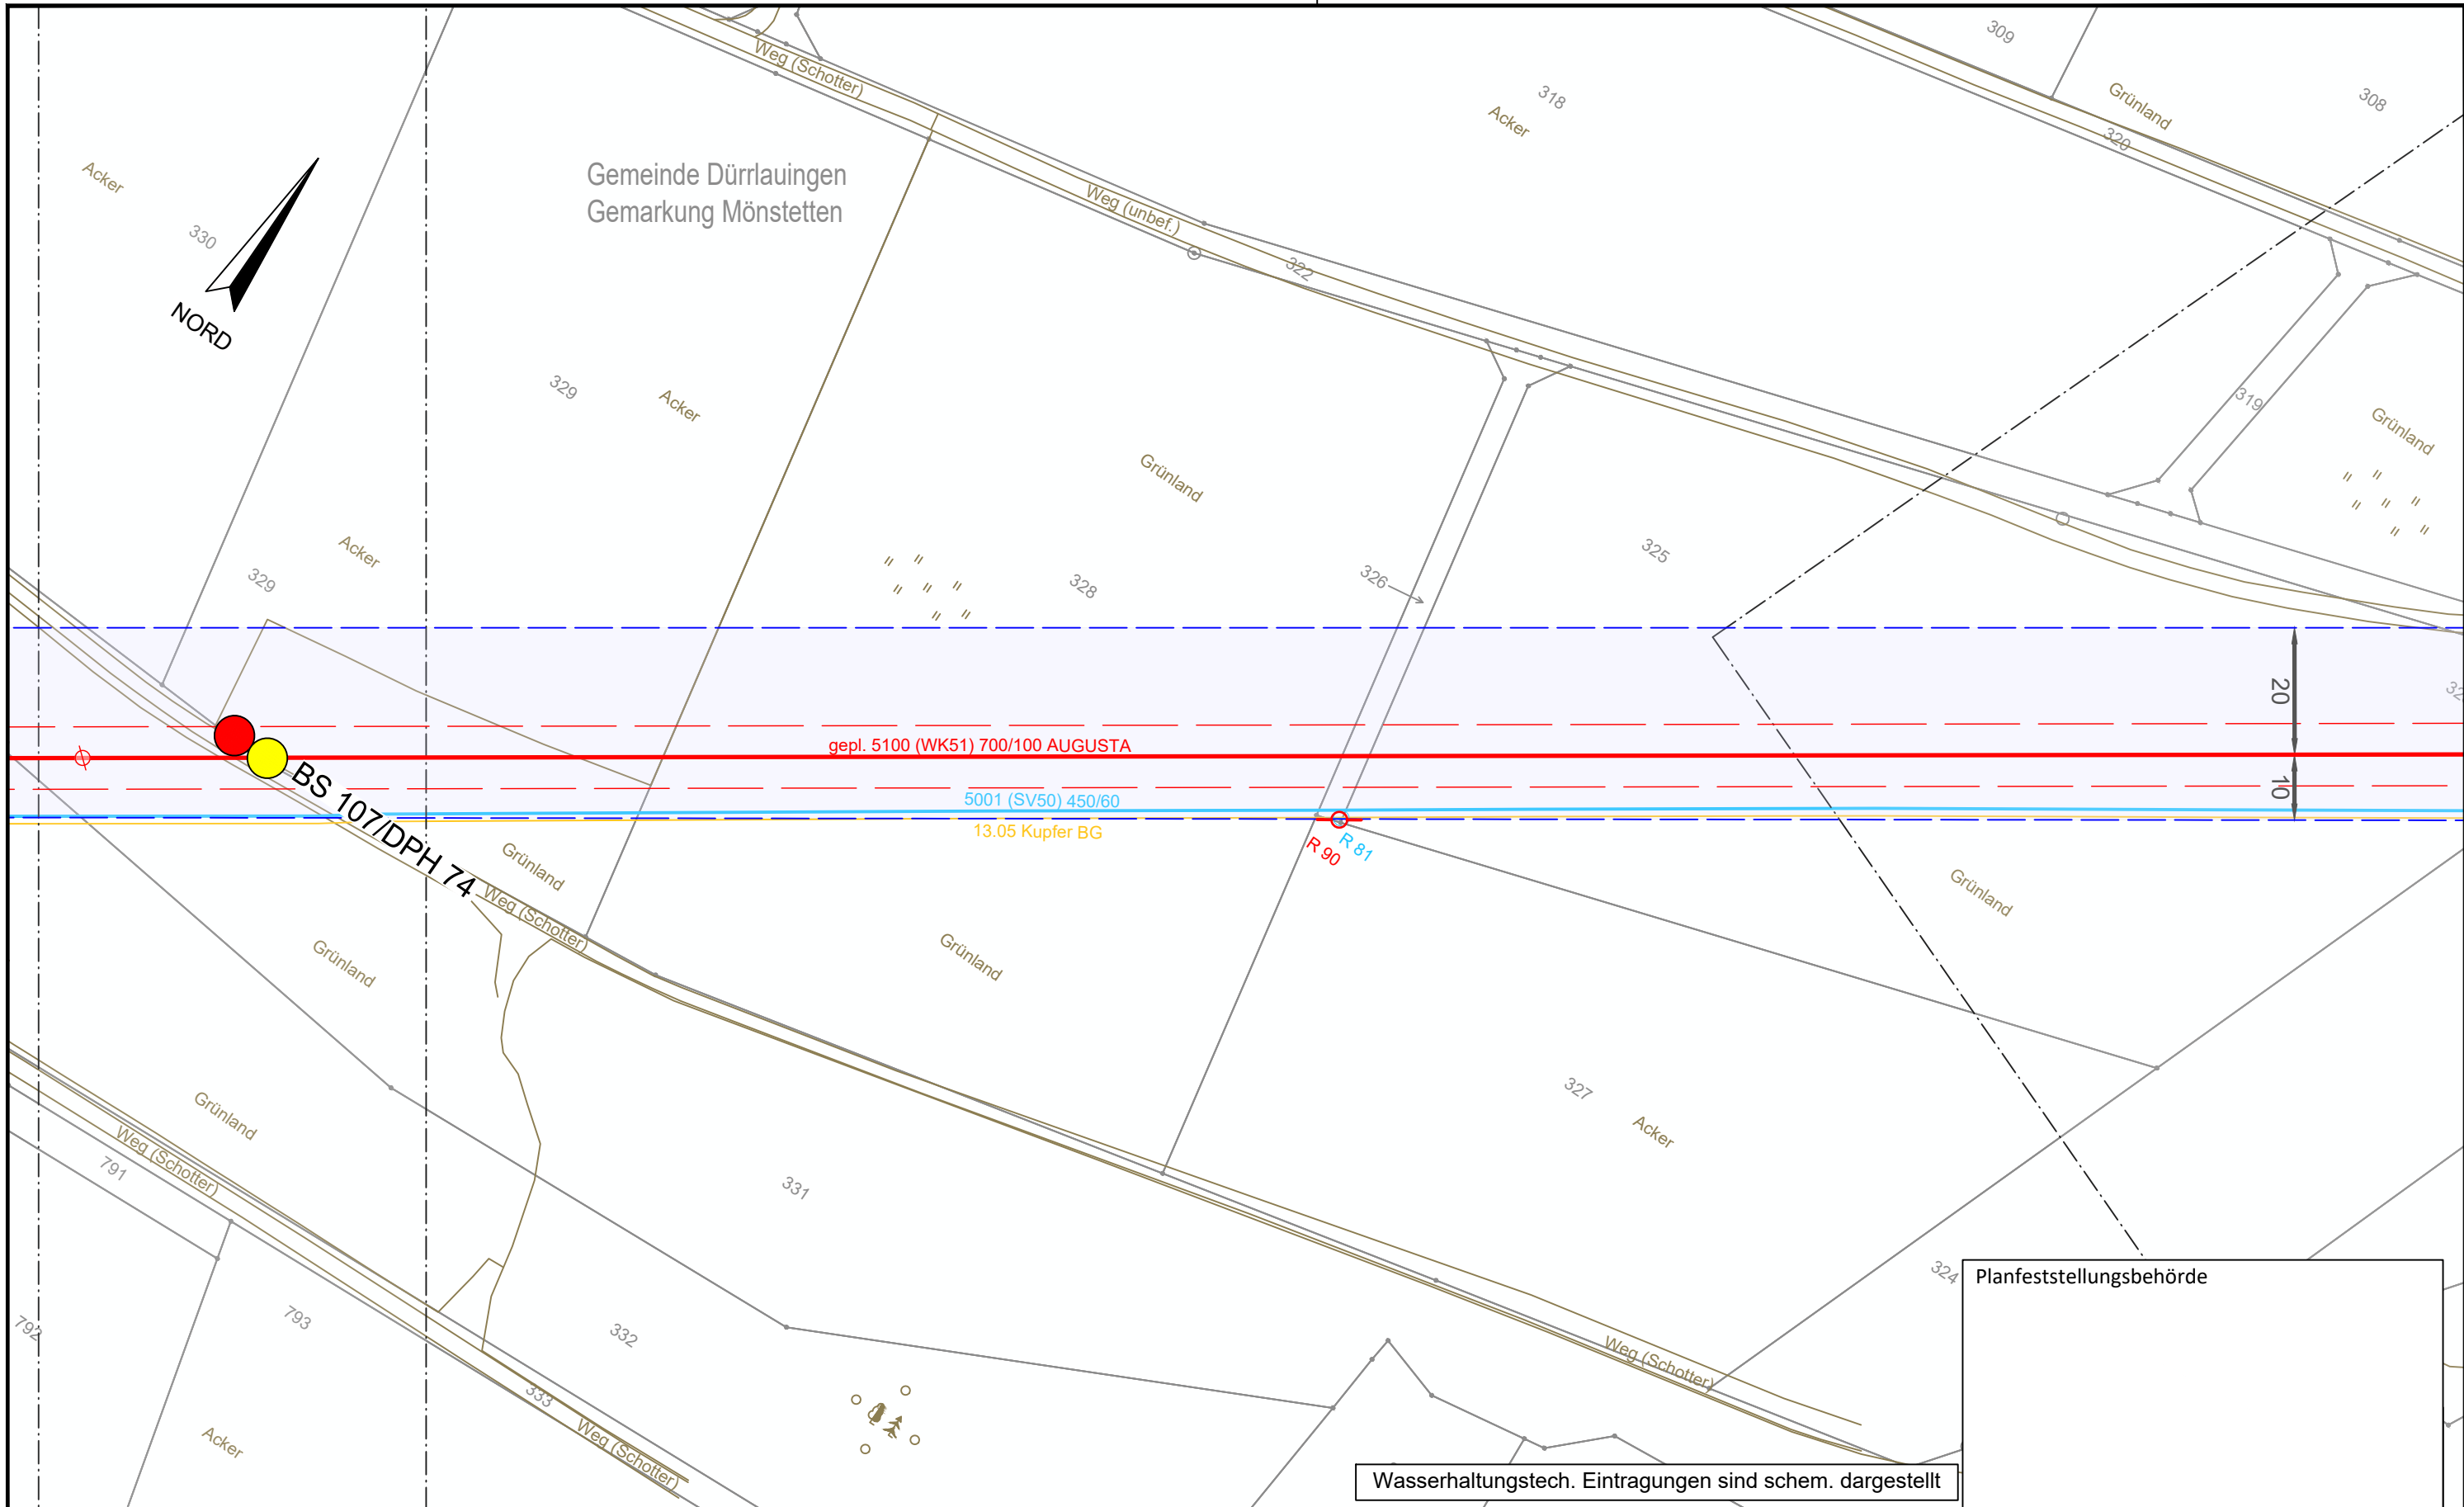 309
308
Weg (Schotter)
318
Acker
Grünland
320
Acker
Gemeinde Dürrlauingen
Gemarkung Mönstetten
Weg (unbef.)
330
322
NORD
329
Acker
319
Grünland
Grünland
Acker
329
328
326
325
20
gepl. 5100 (WK51) 700/100 AUGUSTA
10
BS 107/DPH 74
5001 (SV50) 450/60
13.05 Kupfer BG
R 90
R 81
Grünland
Grünland
Weg (Schotter)
Grünland
Grünland
Grünland
327
Acker
Weg (Schotter)
791
331
324
Planfeststellungsbehörde
792
793
332
Weg (Schotter)
333
Acker
Weg (Schotter)
Wasserhaltungstech. Eintragungen sind schem. dargestellt